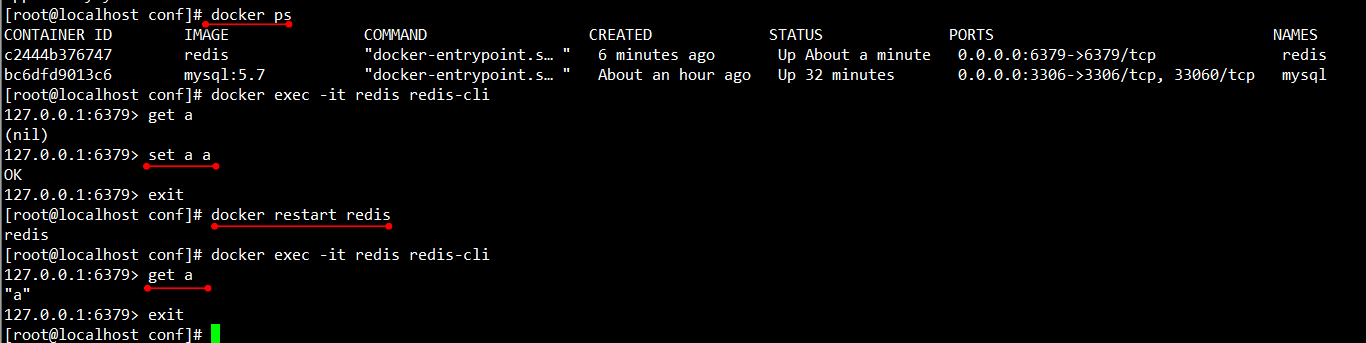 [root@localhost conf]# docker ps
CONTAINER ID        IMAGE               COMMAND                  CREATED             STATUS              PORTS                               NAMES
c2444b376747        redis               "docker-entrypoint.s… "   6 minutes ago       Up About a minute   0.0.0.0:6379->6379/tcp              redis
bc6dfd9013c6        mysql:5.7           "docker-entrypoint.s… "   About an hour ago   Up 32 minutes       0.0.0.0:3306->3306/tcp, 33060/tcp   mysql
[root@localhost conf]# docker exec -it redis redis-cli
127.0.0.1:6379> get a
(nil)
127.0.0.1:6379> set a a
OK
127.0.0.1:6379> exit
[root@localhost conf]# docker restart redis
redis
[root@localhost conf]# docker exec -it redis redis-cli
127.0.0.1:6379> get a
"a"
127.0.0.1:6379> exit
[root@localhost conf]#